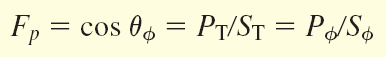 F_p = cos θ_ϕ = P_T/S_T = P_ϕ/S_ϕ